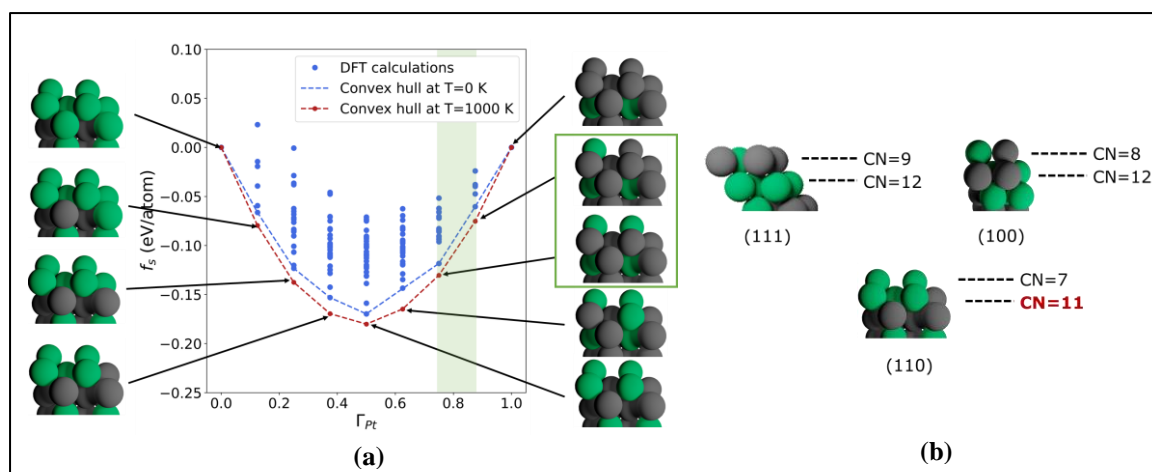 0.10
0.05
0.00
−0.05
−0.10
−0.15
−0.20
−0.25
f_s (eV/atom)
DFT calculations
Convex hull at T=0 K
Convex hull at T=1000 K
0.0 0.2 0.4 0.6 0.8 1.0
Γ_Pt
(a)
CN=9
CN=12
(111)
CN=8
CN=12
(100)
CN=7
CN=11
(110)
(b)